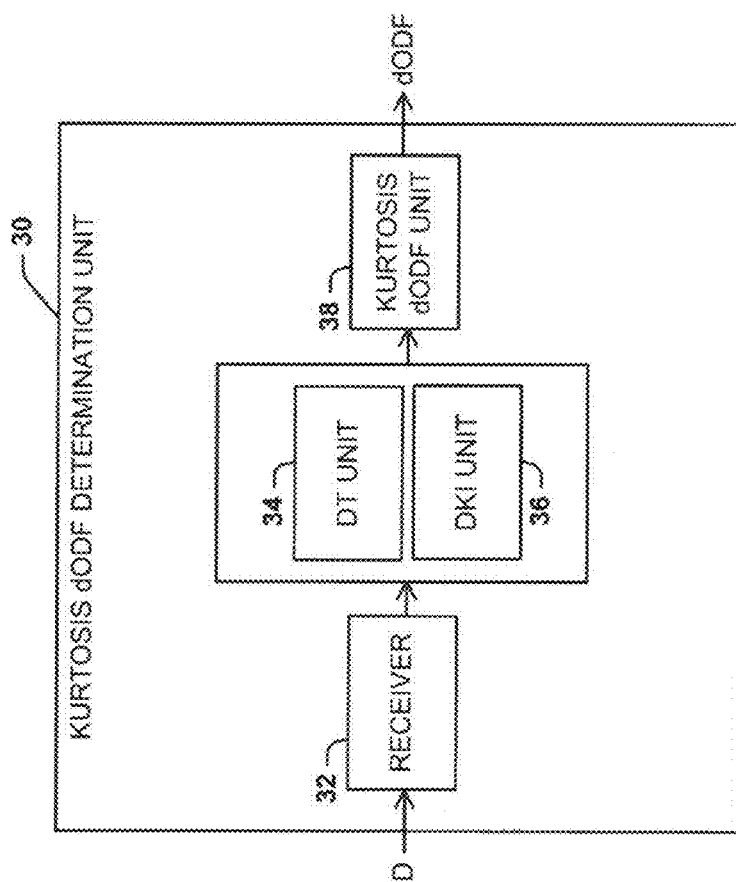 KURTOSIS dODF DETERMINATION UNIT
30
D
32
RECEIVER
34
DT UNIT
DKI UNIT
36
38
KURTOSIS
dODF UNIT
dODF